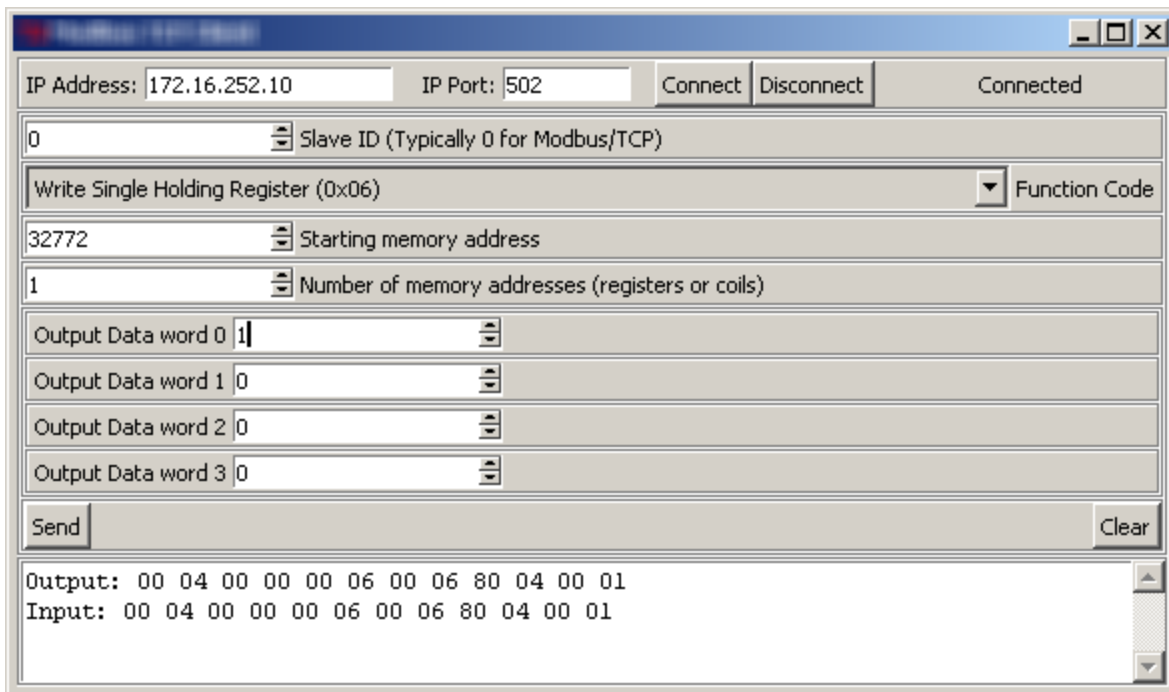 IP Address: 172.16.252.10 IP Port: 502 Connect Disconnect Connected
0 Slave ID (Typically 0 for Modbus/TCP)
Write Single Holding Register (0x06) Function Code
32772 Starting memory address
1 Number of memory addresses (registers or coils)
Output Data word 0 1
Output Data word 1 0
Output Data word 2 0
Output Data word 3 0
Send Clear
Output: 00 04 00 00 00 06 00 06 80 04 00 01
Input: 00 04 00 00 00 06 00 06 80 04 00 01